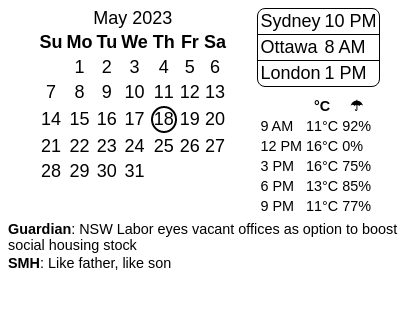 May 2023
Su Mo Tu We Th Fr Sa
1 2 3 4 5 6
7 8 9 10 11 12 13
14 15 16 17 18 19 20
21 22 23 24 25 26 27
28 29 30 31
Sydney 10 PM
Ottawa 8 AM
London 1 PM
°C ☂
9 AM 11°C 92%
12 PM 16°C 0%
3 PM 16°C 75%
6 PM 13°C 85%
9 PM 11°C 77%
Guardian: NSW Labor eyes vacant offices as option to boost
social housing stock
SMH: Like father, like son